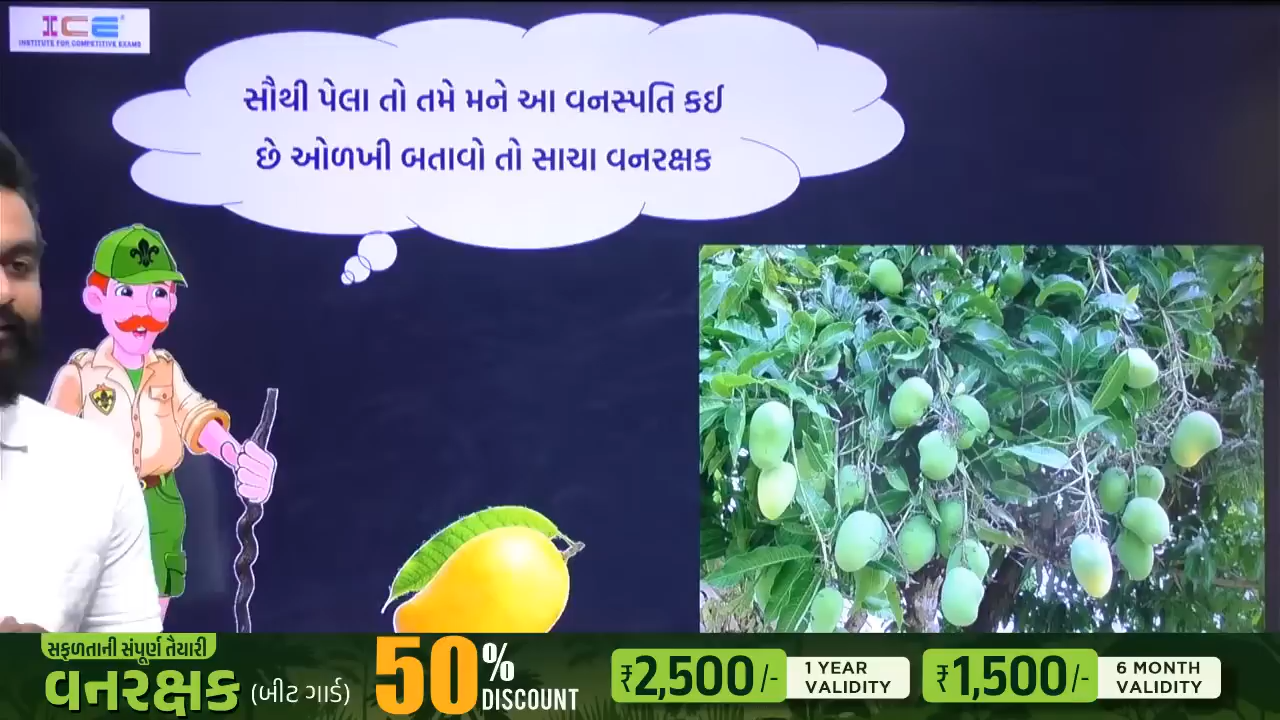 ICE
INSTITUTE FOR COMPETITIVE EXAMS
સૌથી પેલા તો તમે મને આ વનસ્પતિ કઈ
છે ઓળખી બતાવો તો સાચા વનરક્ષક
સફળતાની સંપૂર્ણ તૈયારી
વનરક્ષક (બીટ ગાર્ડ)
50% DISCOUNT
₹2,500/- 1 YEAR VALIDITY
₹1,500/- 6 MONTH VALIDITY